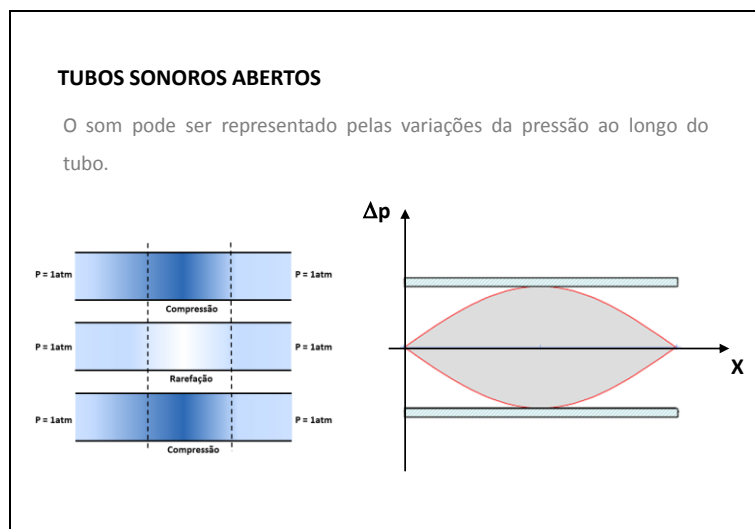 TUBOS SONOROS ABERTOS
O som pode ser representado pelas variações da pressão ao longo do
tubo.
P = 1atm
P = 1atm
Compressão
P = 1atm
P = 1atm
Rarefação
P = 1atm
P = 1atm
Compressão
Δp
X